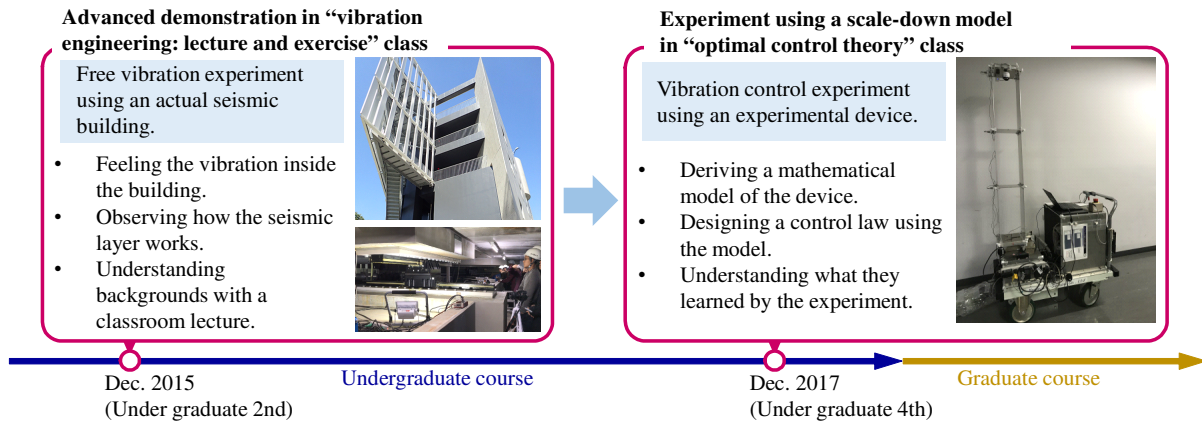 Advanced demonstration in “vibration
engineering: lecture and exercise” class
Free vibration experiment
using an actual seismic
building.
• Feeling the vibration inside
the building.
• Observing how the seismic
layer works.
• Understanding
backgrounds with a
classroom lecture.
Experiment using a scale-down model
in “optimal control theory” class
Vibration control experiment
using an experimental device.
• Deriving a mathematical
model of the device.
• Designing a control law using
the model.
• Understanding what they
learned by the experiment.
Dec. 2015
(Under graduate 2nd)
Undergraduate course
Dec. 2017
(Under graduate 4th)
Graduate course